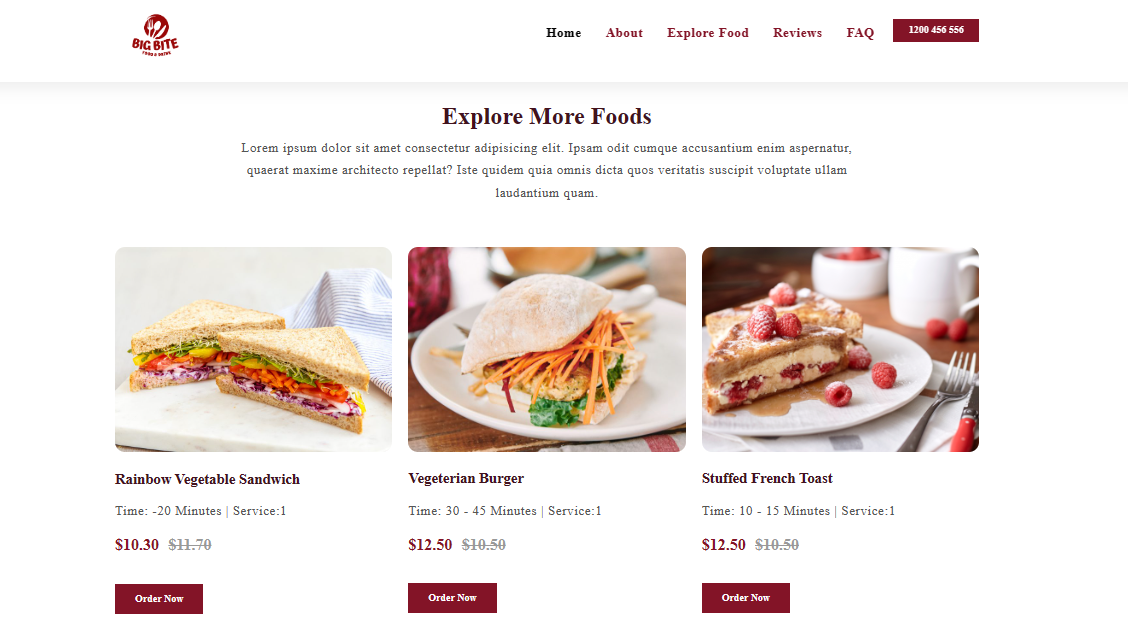 BIG BITE
FOOD & DRINK
Home About Explore Food Reviews FAQ 1200 456 556
Explore More Foods
Lorem ipsum dolor sit amet consectetur adipisicing elit. Ipsam odit cumque accusantium enim aspernatur,
quaerat maxime architecto repellat? Iste quidem quia omnis dicta quos veritatis suscipit voluptate ullam
laudantium quam.
Rainbow Vegetable Sandwich
Time: -20 Minutes | Service:1
$10.30 $11.70
Order Now
Vegeterian Burger
Time: 30 - 45 Minutes | Service:1
$12.50 $10.50
Order Now
Stuffed French Toast
Time: 10 - 15 Minutes | Service:1
$12.50 $10.50
Order Now